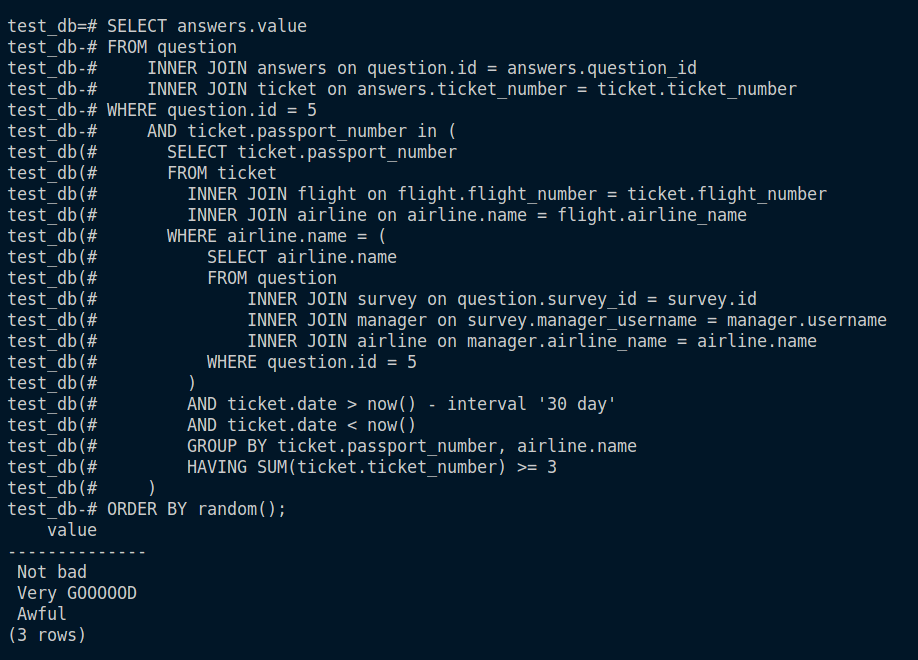 test_db=# SELECT answers.value
test_db-# FROM question
test_db-#     INNER JOIN answers on question.id = answers.question_id
test_db-#     INNER JOIN ticket on answers.ticket_number = ticket.ticket_number
test_db-# WHERE question.id = 5
test_db-#     AND ticket.passport_number in (
test_db(#       SELECT ticket.passport_number
test_db(#       FROM ticket
test_db(#         INNER JOIN flight on flight.flight_number = ticket.flight_number
test_db(#         INNER JOIN airline on airline.name = flight.airline_name
test_db(#       WHERE airline.name = (
test_db(#           SELECT airline.name
test_db(#           FROM question
test_db(#               INNER JOIN survey on question.survey_id = survey.id
test_db(#               INNER JOIN manager on survey.manager_username = manager.username
test_db(#               INNER JOIN airline on manager.airline_name = airline.name
test_db(#           WHERE question.id = 5
test_db(#         )
test_db(#         AND ticket.date > now() - interval '30 day'
test_db(#         AND ticket.date < now()
test_db(#         GROUP BY ticket.passport_number, airline.name
test_db(#         HAVING SUM(ticket.ticket_number) >= 3
test_db(#     )
test_db-# ORDER BY random();
    value
--------------
 Not bad
 Very GOOOOOD
 Awful
(3 rows)